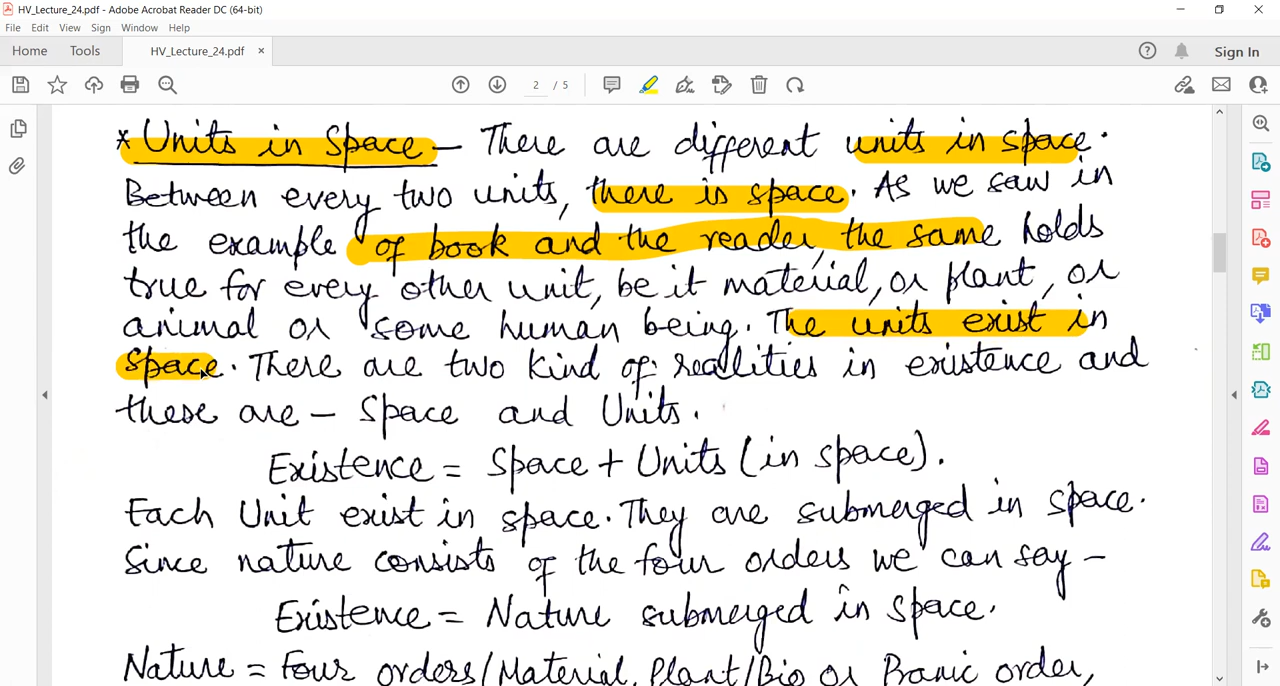 HV_Lecture_24.pdf - Adobe Acrobat Reader DC (64-bit)
File Edit View Sign Window Help
Home Tools HV_Lecture_24.pdf × Sign In
2 / 5
* Units in Space - There are different units in space.
Between every two units, there is space. As we saw in
the example of book and the reader, the same holds
true for every other unit, be it material, or plant, or
animal or some human being. The units exist in
space. There are two kind of realities in existence and
these are - Space and Units.
Existence = Space + Units (in space).
Each Unit exist in space. They are submerged in space.
Since nature consists of the four orders we can say -
Existence = Nature submerged in space.
Nature = Four orders/Material, Plant/Bio or Pranic order,